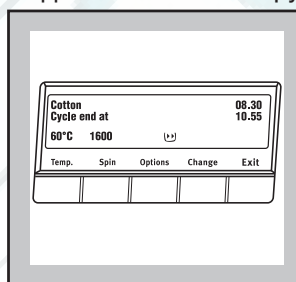 Cotton 08.30
Cycle end at 10.55
60°C 1600
Temp. Spin Options Change Exit